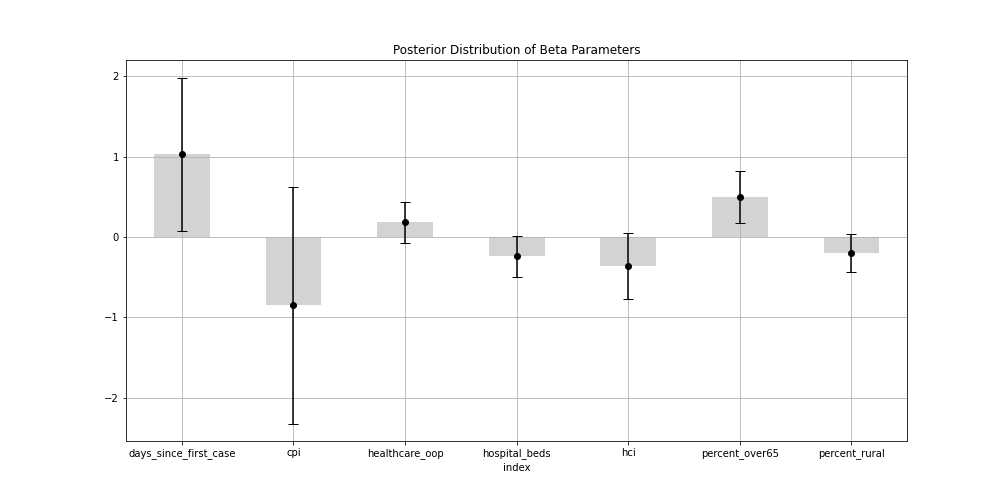 Posterior Distribution of Beta Parameters
2
1
0
−1
−2
days_since_first_case cpi healthcare_oop hospital_beds hci percent_over65 percent_rural
index